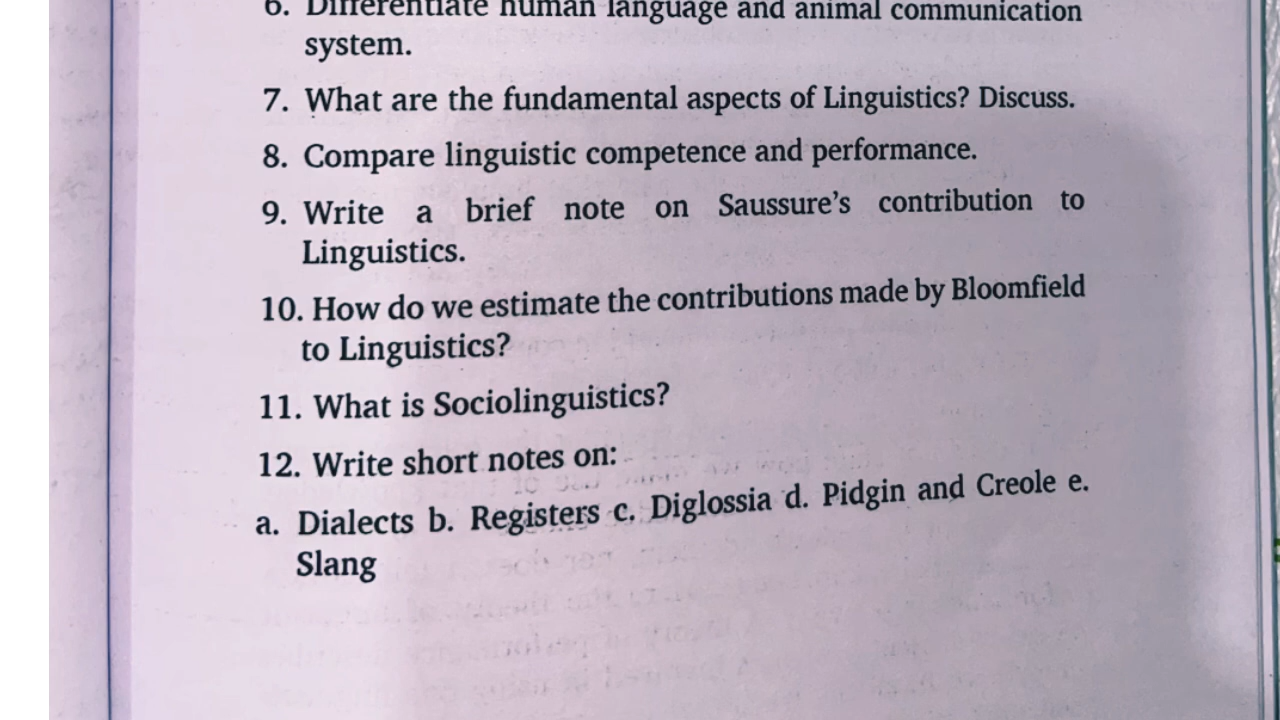 6. Differentiate human language and animal communication
system.
7. What are the fundamental aspects of Linguistics? Discuss.
8. Compare linguistic competence and performance.
9. Write a brief note on Saussure's contribution to
Linguistics.
10. How do we estimate the contributions made by Bloomfield
to Linguistics?
11. What is Sociolinguistics?
12. Write short notes on:
a. Dialects b. Registers c. Diglossia d. Pidgin and Creole e.
Slang